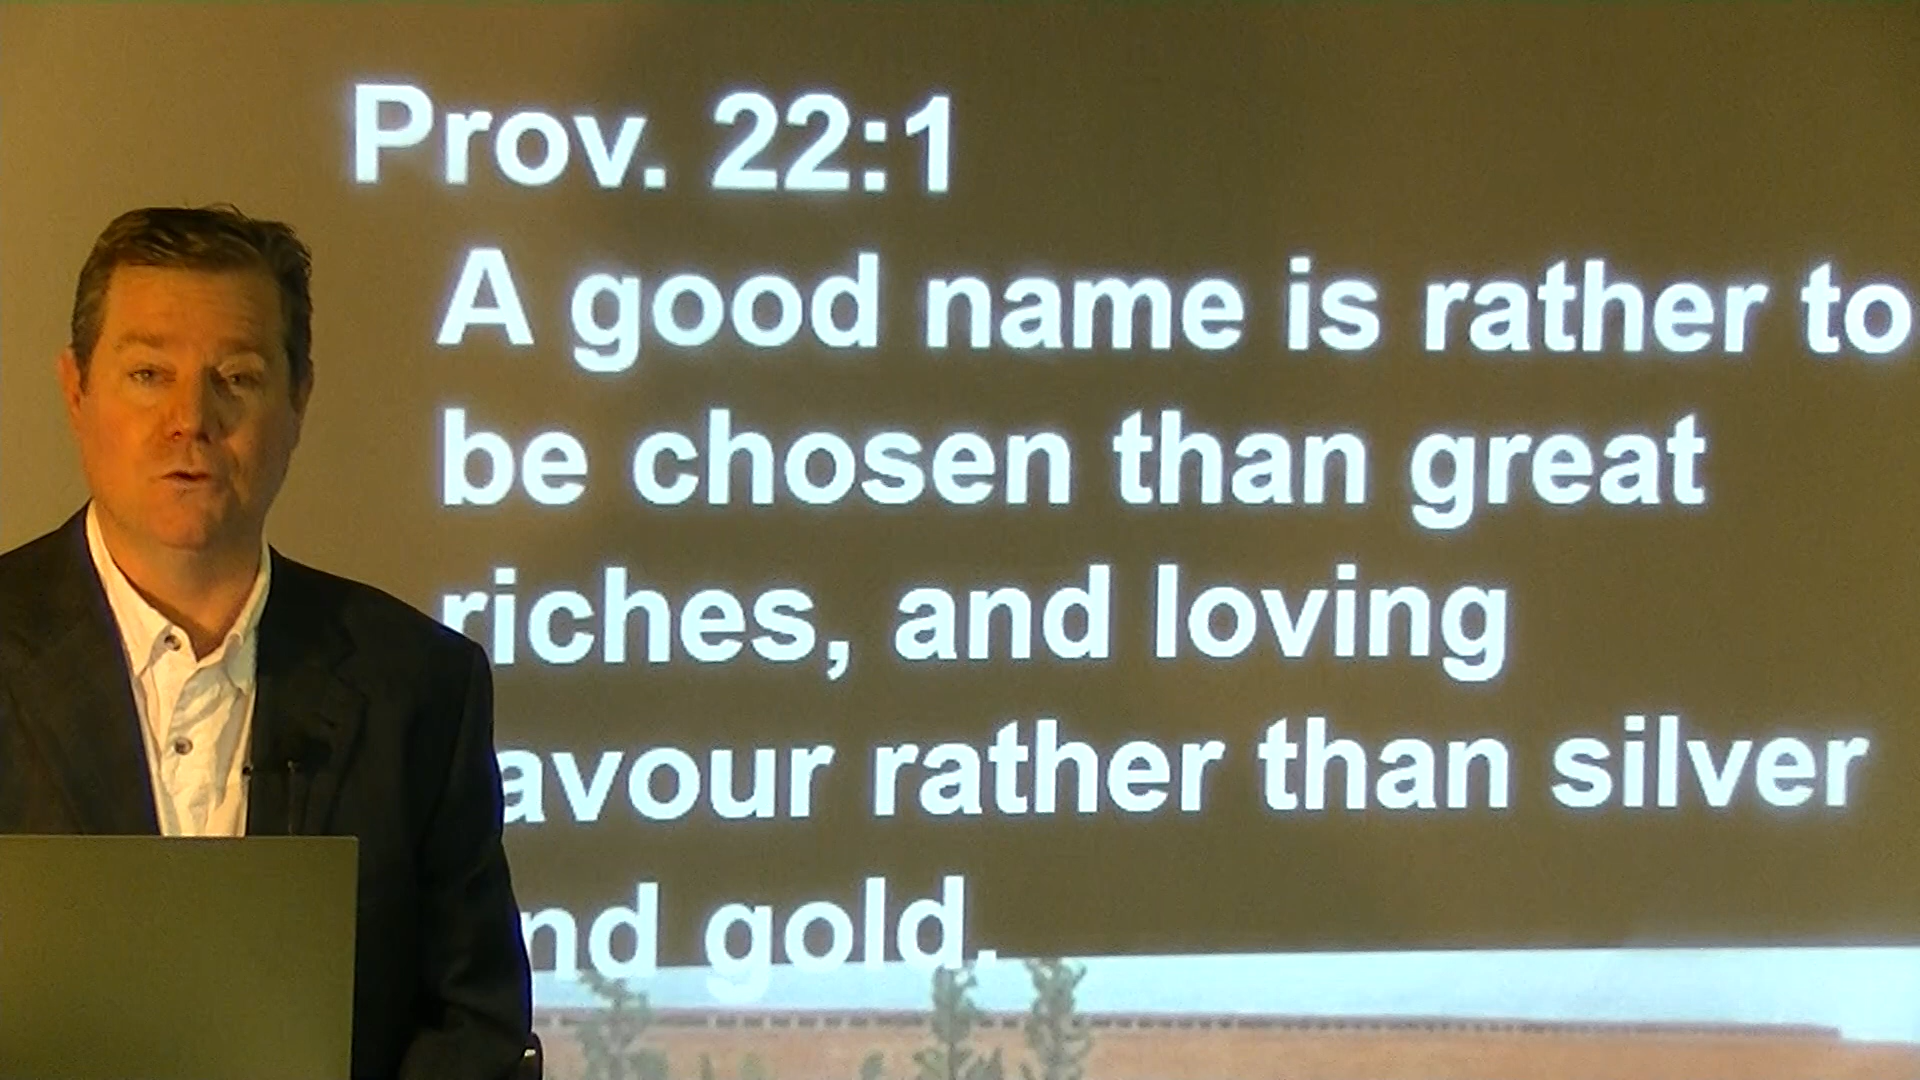 Prov. 22:1
A good name is rather to
be chosen than great
riches, and loving
avour rather than silver
nd gold.